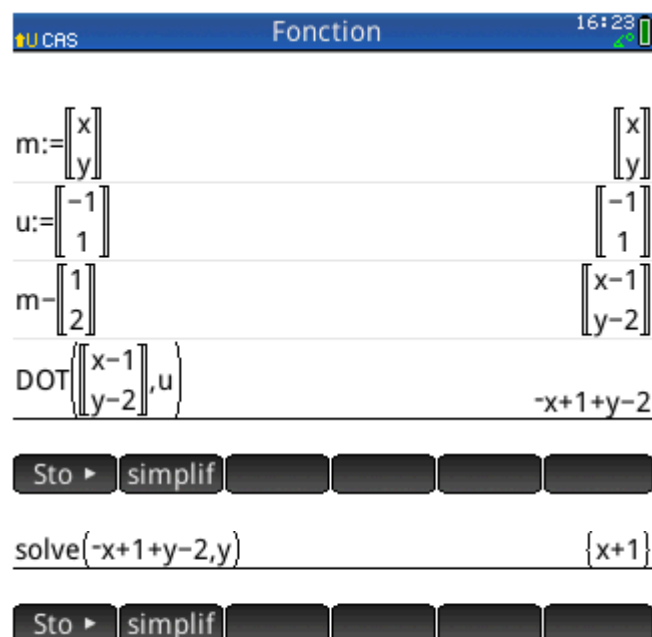 ↑U CAS Fonction 16:23
m:=[x y] [x y]
u:=[-1 1] [-1 1]
m-[1 2] [x-1 y-2]
DOT([x-1 y-2],u) -x+1+y-2
Sto ▶ simplif
solve(-x+1+y-2,y) {x+1}
Sto ▶ simplif